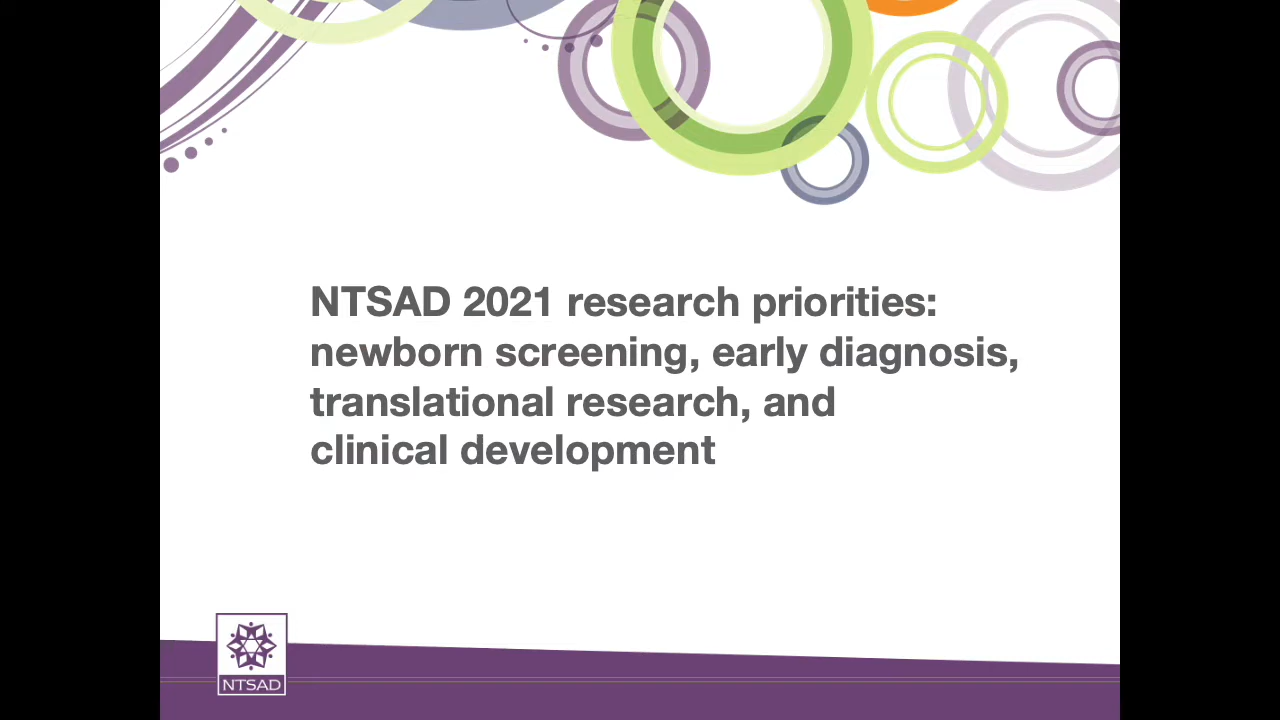 NTSAD 2021 research priorities:
newborn screening, early diagnosis,
translational research, and
clinical development
NTSAD